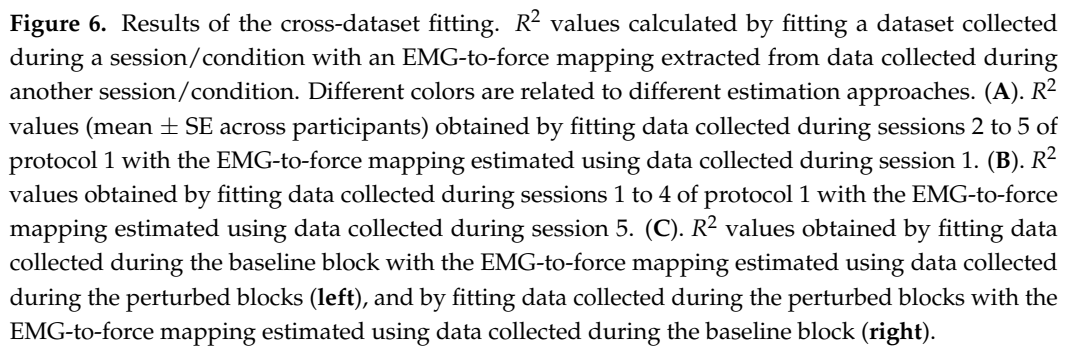 Figure 6. Results of the cross-dataset fitting. R² values calculated by fitting a dataset collected
during a session/condition with an EMG-to-force mapping extracted from data collected during
another session/condition. Different colors are related to different estimation approaches. (A). R²
values (mean ± SE across participants) obtained by fitting data collected during sessions 2 to 5 of
protocol 1 with the EMG-to-force mapping estimated using data collected during session 1. (B). R²
values obtained by fitting data collected during sessions 1 to 4 of protocol 1 with the EMG-to-force
mapping estimated using data collected during session 5. (C). R² values obtained by fitting data
collected during the baseline block with the EMG-to-force mapping estimated using data collected
during the perturbed blocks (left), and by fitting data collected during the perturbed blocks with the
EMG-to-force mapping estimated using data collected during the baseline block (right).